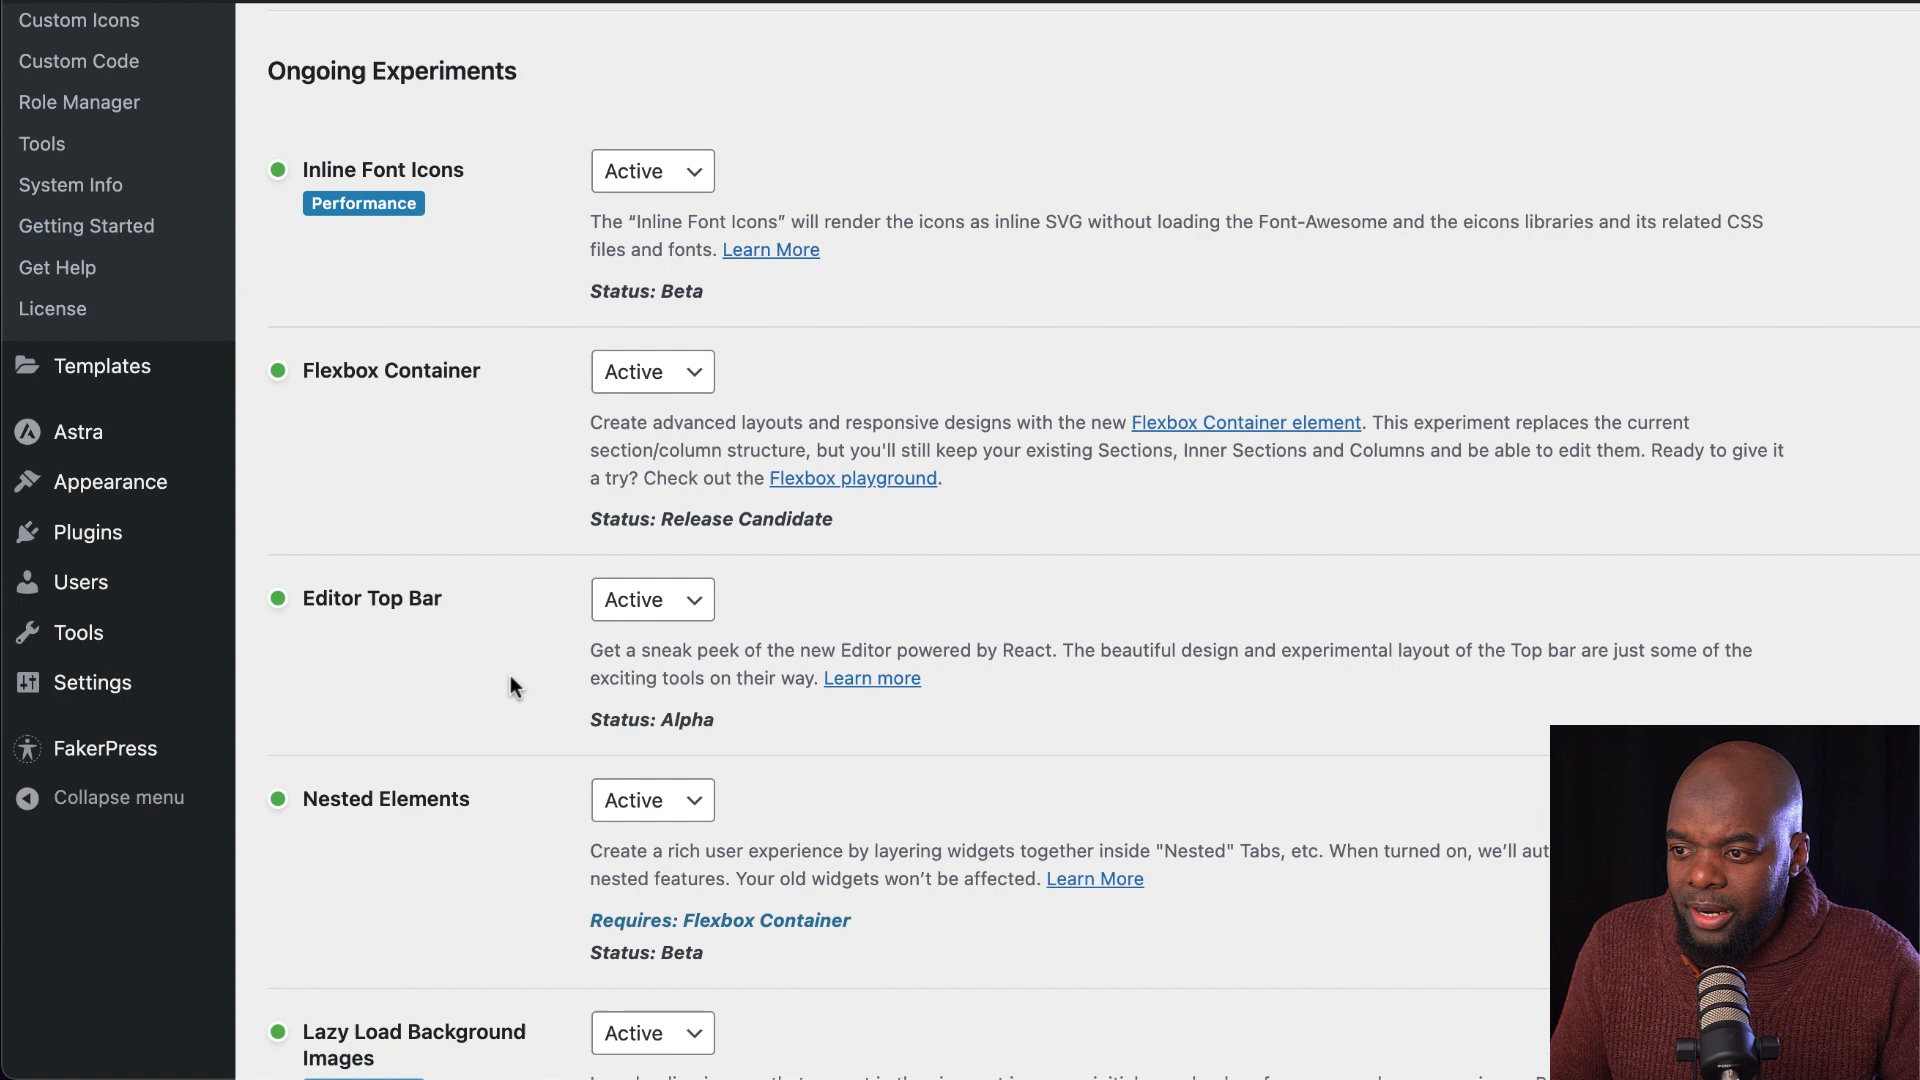 Custom Icons
Custom Code
Role Manager
Tools
System Info
Getting Started
Get Help
License
Templates
Astra
Appearance
Plugins
Users
Tools
Settings
FakerPress
Collapse menu
Ongoing Experiments
Inline Font Icons
Performance
Active
The “Inline Font Icons” will render the icons as inline SVG without loading the Font-Awesome and the eicons libraries and its related CSS
files and fonts. Learn More
Status: Beta
Flexbox Container
Active
Create advanced layouts and responsive designs with the new Flexbox Container element. This experiment replaces the current
section/column structure, but you'll still keep your existing Sections, Inner Sections and Columns and be able to edit them. Ready to give it
a try? Check out the Flexbox playground.
Status: Release Candidate
Editor Top Bar
Active
Get a sneak peek of the new Editor powered by React. The beautiful design and experimental layout of the Top bar are just some of the
exciting tools on their way. Learn more
Status: Alpha
Nested Elements
Active
Create a rich user experience by layering widgets together inside "Nested" Tabs, etc. When turned on, we’ll aut
nested features. Your old widgets won’t be affected. Learn More
Requires: Flexbox Container
Status: Beta
Lazy Load Background
Images
Active